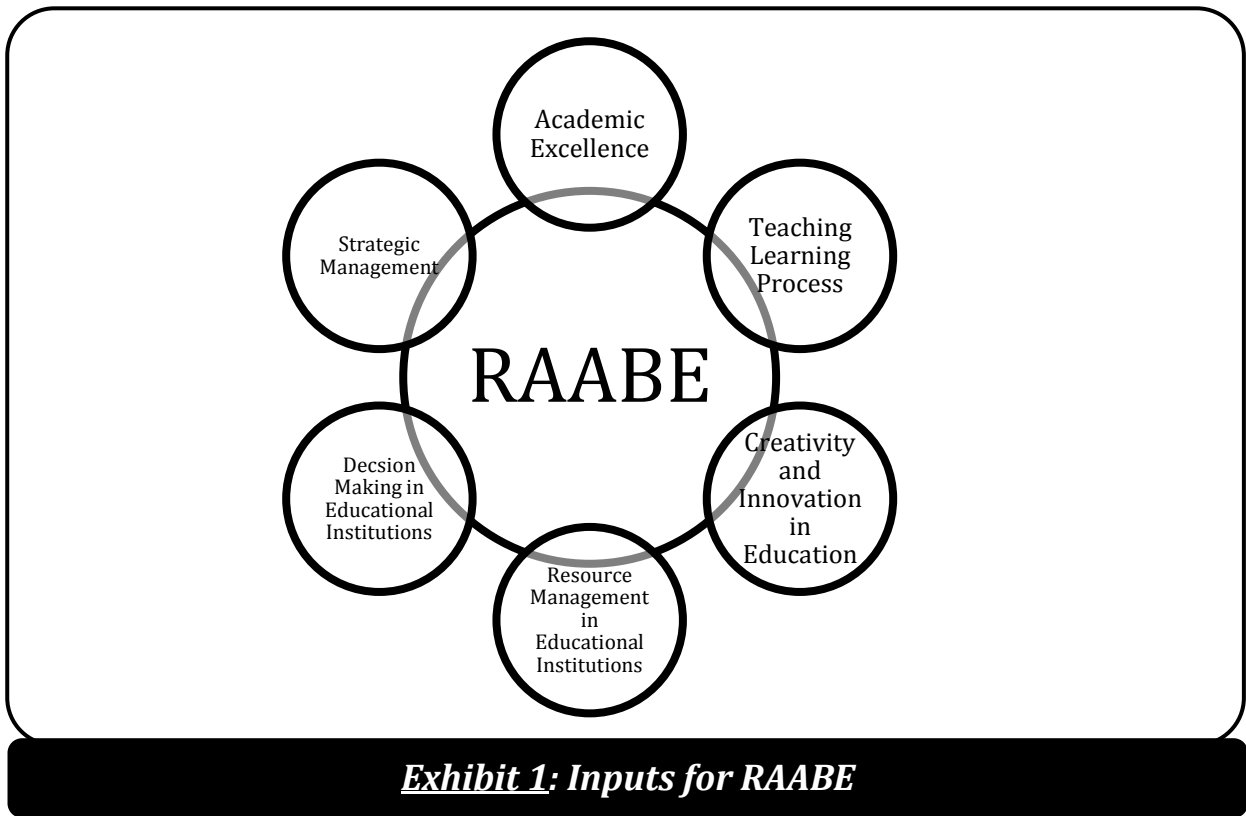 Academic
Excellence
Teaching
Learning
Process
Creativity
and
Innovation
in
Education
Resource
Management
in
Educational
Institutions
Decsion
Making in
Educational
Institutions
Strategic
Management
RAABE
Exhibit 1: Inputs for RAABE